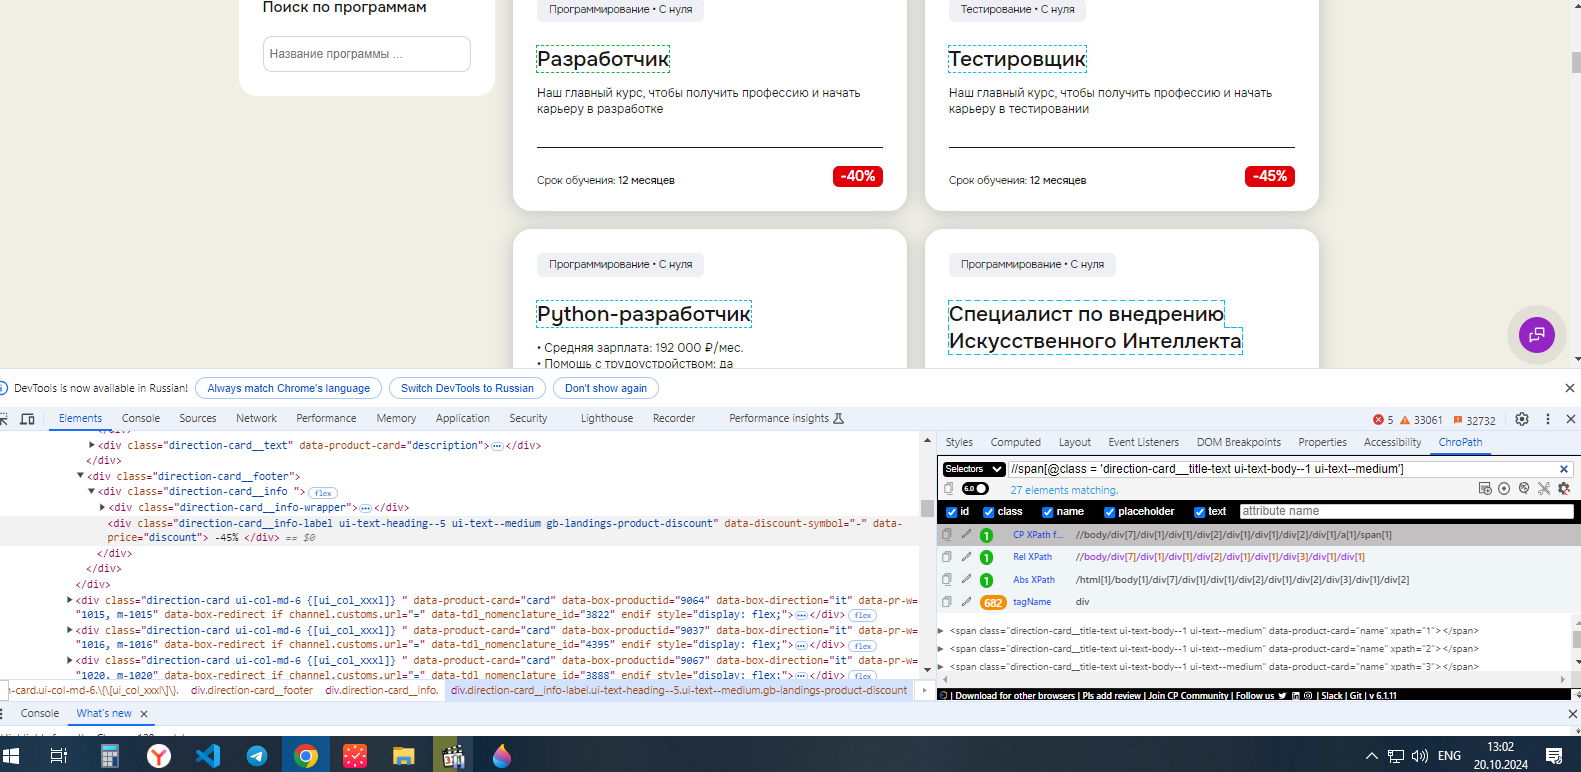 Поиск по программам
Название программы ...
Программирование • С нуля
Разработчик
Наш главный курс, чтобы получить профессию и начать
карьеру в разработке
Срок обучения: 12 месяцев
-40%
Тестирование • С нуля
Тестировщик
Наш главный курс, чтобы получить профессию и начать
карьеру в тестировании
Срок обучения: 12 месяцев
-45%
Программирование • С нуля
Python-разработчик
• Средняя зарплата: 192 000 ₽/мес.
• Помощь с трудоустройством: да
Программирование • С нуля
Специалист по внедрению
Искусственного Интеллекта
DevTools is now available in Russian!
Always match Chrome's language
Switch DevTools to Russian
Don't show again
Elements Console Sources Network Performance Memory Application Security Lighthouse Recorder Performance insights
5 33061 32732
<div class="direction-card__text" data-product-card="description"></div>
</div>
<div class="direction-card__footer">
<div class="direction-card__info "> flex
<div class="direction-card__info-wrapper"></div>
<div class="direction-card__info-label ui-text-heading--5 ui-text--medium gb-landings-product-discount" data-discount-symbol="-" data-
price="discount"> -45% </div> == $0
</div>
</div>
</div>
<div class="direction-card ui-col-md-6 {[ui_col_xxxl]} " data-product-card="card" data-box-productid="9064" data-box-direction="it" data-pr-w=
"1015, m-1015" data-box-redirect if channel.customs.url="=" data-tdl_nomenclature_id="3822" endif style="display: flex;"></div> flex
<div class="direction-card ui-col-md-6 {[ui_col_xxxl]} " data-product-card="card" data-box-productid="9037" data-box-direction="it" data-pr-w=
"1016, m-1016" data-box-redirect if channel.customs.url="=" data-tdl_nomenclature_id="4395" endif style="display: flex;"></div> flex
<div class="direction-card ui-col-md-6 {[ui_col_xxxl]} " data-product-card="card" data-box-productid="9067" data-box-direction="it" data-pr-w=
"1020, m-1020" data-box-redirect if channel.customs.url="=" data-tdl_nomenclature_id="3888" endif style="display: flex;"></div> flex
n-card.ui-col-md-6.\{\[ui_col_xxxl\]\}. div.direction-card__footer div.direction-card__info. div.direction-card__info-label.ui-text-heading--5.ui-text--medium.gb-landings-product-discount
Styles Computed Layout Event Listeners DOM Breakpoints Properties Accessibility ChroPath
Selectors
//span[@class = 'direction-card__title-text ui-text-body--1 ui-text--medium']
6.0
27 elements matching.
id class name placeholder text attribute name
1 CP XPath f... //body/div[7]/div[1]/div[1]/div[2]/div[1]/div[1]/div[2]/div[1]/a[1]/span[1]
1 Rel XPath //body/div[7]/div[1]/div[1]/div[2]/div[1]/div[1]/div[3]/div[1]/div[1]
1 Abs XPath /html[1]/body[1]/div[7]/div[1]/div[1]/div[2]/div[1]/div[2]/div[3]/div[1]/div[2]
682 tagName div
<span class="direction-card__title-text ui-text-body--1 ui-text--medium" data-product-card="name" xpath="1"></span>
<span class="direction-card__title-text ui-text-body--1 ui-text--medium" data-product-card="name" xpath="2"></span>
<span class="direction-card__title-text ui-text-body--1 ui-text--medium" data-product-card="name" xpath="3"></span>
| Download for other browsers | Pls add review | Join CP Community | Follow us | Slack | Git | v 6.1.11
Console What's new
ENG
13:02
20.10.2024